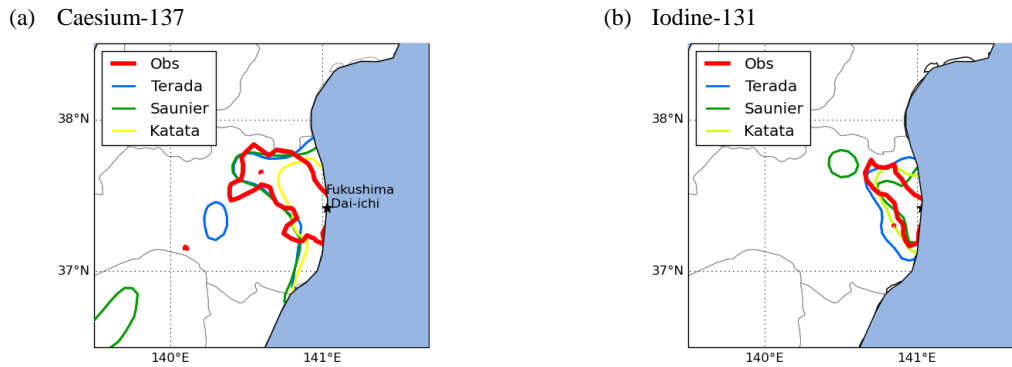 (a) Caesium-137
Obs
Terada
Saunier
Katata
38°N
37°N
140°E
141°E
Fukushima
Dai-ichi
(b) Iodine-131
Obs
Terada
Saunier
Katata
38°N
37°N
140°E
141°E